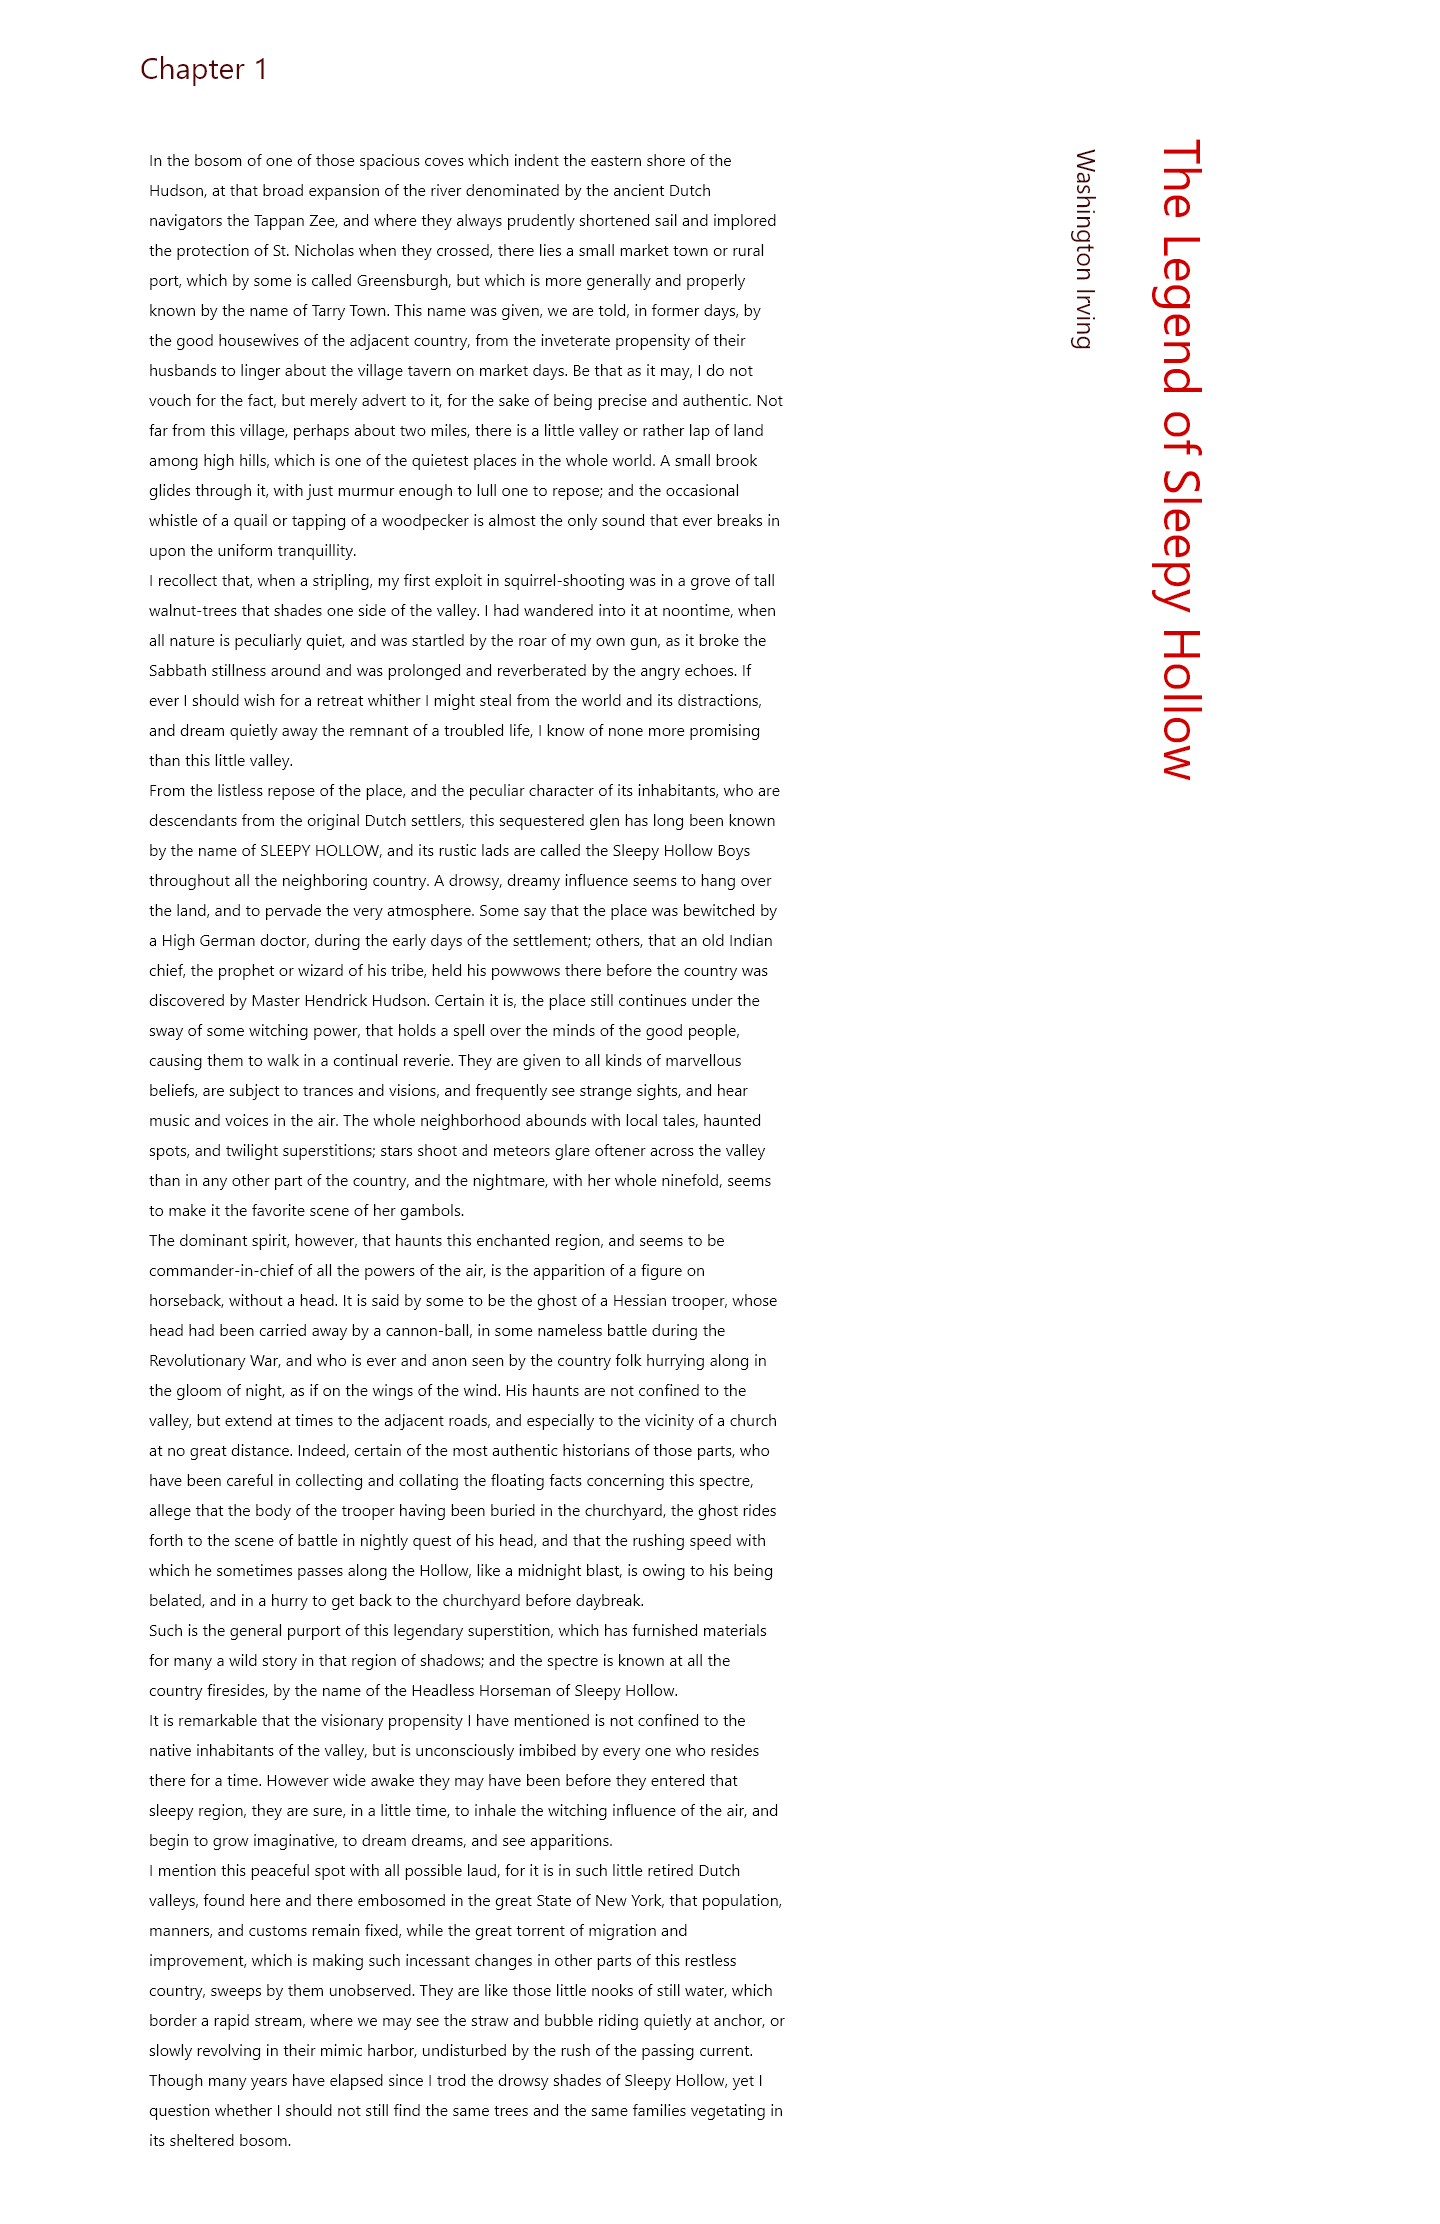 Chapter 1
In the bosom of one of those spacious coves which indent the eastern shore of the
Hudson, at that broad expansion of the river denominated by the ancient Dutch
navigators the Tappan Zee, and where they always prudently shortened sail and implored
the protection of St. Nicholas when they crossed, there lies a small market town or rural
port, which by some is called Greensburgh, but which is more generally and properly
known by the name of Tarry Town. This name was given, we are told, in former days, by
the good housewives of the adjacent country, from the inveterate propensity of their
husbands to linger about the village tavern on market days. Be that as it may, I do not
vouch for the fact, but merely advert to it, for the sake of being precise and authentic. Not
far from this village, perhaps about two miles, there is a little valley or rather lap of land
among high hills, which is one of the quietest places in the whole world. A small brook
glides through it, with just murmur enough to lull one to repose; and the occasional
whistle of a quail or tapping of a woodpecker is almost the only sound that ever breaks in
upon the uniform tranquillity.
I recollect that, when a stripling, my first exploit in squirrel-shooting was in a grove of tall
walnut-trees that shades one side of the valley. I had wandered into it at noontime, when
all nature is peculiarly quiet, and was startled by the roar of my own gun, as it broke the
Sabbath stillness around and was prolonged and reverberated by the angry echoes. If
ever I should wish for a retreat whither I might steal from the world and its distractions,
and dream quietly away the remnant of a troubled life, I know of none more promising
than this little valley.
From the listless repose of the place, and the peculiar character of its inhabitants, who are
descendants from the original Dutch settlers, this sequestered glen has long been known
by the name of SLEEPY HOLLOW, and its rustic lads are called the Sleepy Hollow Boys
throughout all the neighboring country. A drowsy, dreamy influence seems to hang over
the land, and to pervade the very atmosphere. Some say that the place was bewitched by
a High German doctor, during the early days of the settlement; others, that an old Indian
chief, the prophet or wizard of his tribe, held his powwows there before the country was
discovered by Master Hendrick Hudson. Certain it is, the place still continues under the
sway of some witching power, that holds a spell over the minds of the good people,
causing them to walk in a continual reverie. They are given to all kinds of marvellous
beliefs, are subject to trances and visions, and frequently see strange sights, and hear
music and voices in the air. The whole neighborhood abounds with local tales, haunted
spots, and twilight superstitions; stars shoot and meteors glare oftener across the valley
than in any other part of the country, and the nightmare, with her whole ninefold, seems
to make it the favorite scene of her gambols.
The dominant spirit, however, that haunts this enchanted region, and seems to be
commander-in-chief of all the powers of the air, is the apparition of a figure on
horseback, without a head. It is said by some to be the ghost of a Hessian trooper, whose
head had been carried away by a cannon-ball, in some nameless battle during the
Revolutionary War, and who is ever and anon seen by the country folk hurrying along in
the gloom of night, as if on the wings of the wind. His haunts are not confined to the
valley, but extend at times to the adjacent roads, and especially to the vicinity of a church
at no great distance. Indeed, certain of the most authentic historians of those parts, who
have been careful in collecting and collating the floating facts concerning this spectre,
allege that the body of the trooper having been buried in the churchyard, the ghost rides
forth to the scene of battle in nightly quest of his head, and that the rushing speed with
which he sometimes passes along the Hollow, like a midnight blast, is owing to his being
belated, and in a hurry to get back to the churchyard before daybreak.
Such is the general purport of this legendary superstition, which has furnished materials
for many a wild story in that region of shadows; and the spectre is known at all the
country firesides, by the name of the Headless Horseman of Sleepy Hollow.
It is remarkable that the visionary propensity I have mentioned is not confined to the
native inhabitants of the valley, but is unconsciously imbibed by every one who resides
there for a time. However wide awake they may have been before they entered that
sleepy region, they are sure, in a little time, to inhale the witching influence of the air, and
begin to grow imaginative, to dream dreams, and see apparitions.
I mention this peaceful spot with all possible laud, for it is in such little retired Dutch
valleys, found here and there embosomed in the great State of New York, that population,
manners, and customs remain fixed, while the great torrent of migration and
improvement, which is making such incessant changes in other parts of this restless
country, sweeps by them unobserved. They are like those little nooks of still water, which
border a rapid stream, where we may see the straw and bubble riding quietly at anchor, or
slowly revolving in their mimic harbor, undisturbed by the rush of the passing current.
Though many years have elapsed since I trod the drowsy shades of Sleepy Hollow, yet I
question whether I should not still find the same trees and the same families vegetating in
its sheltered bosom.
The Legend of Sleepy Hollow
Washington Irving